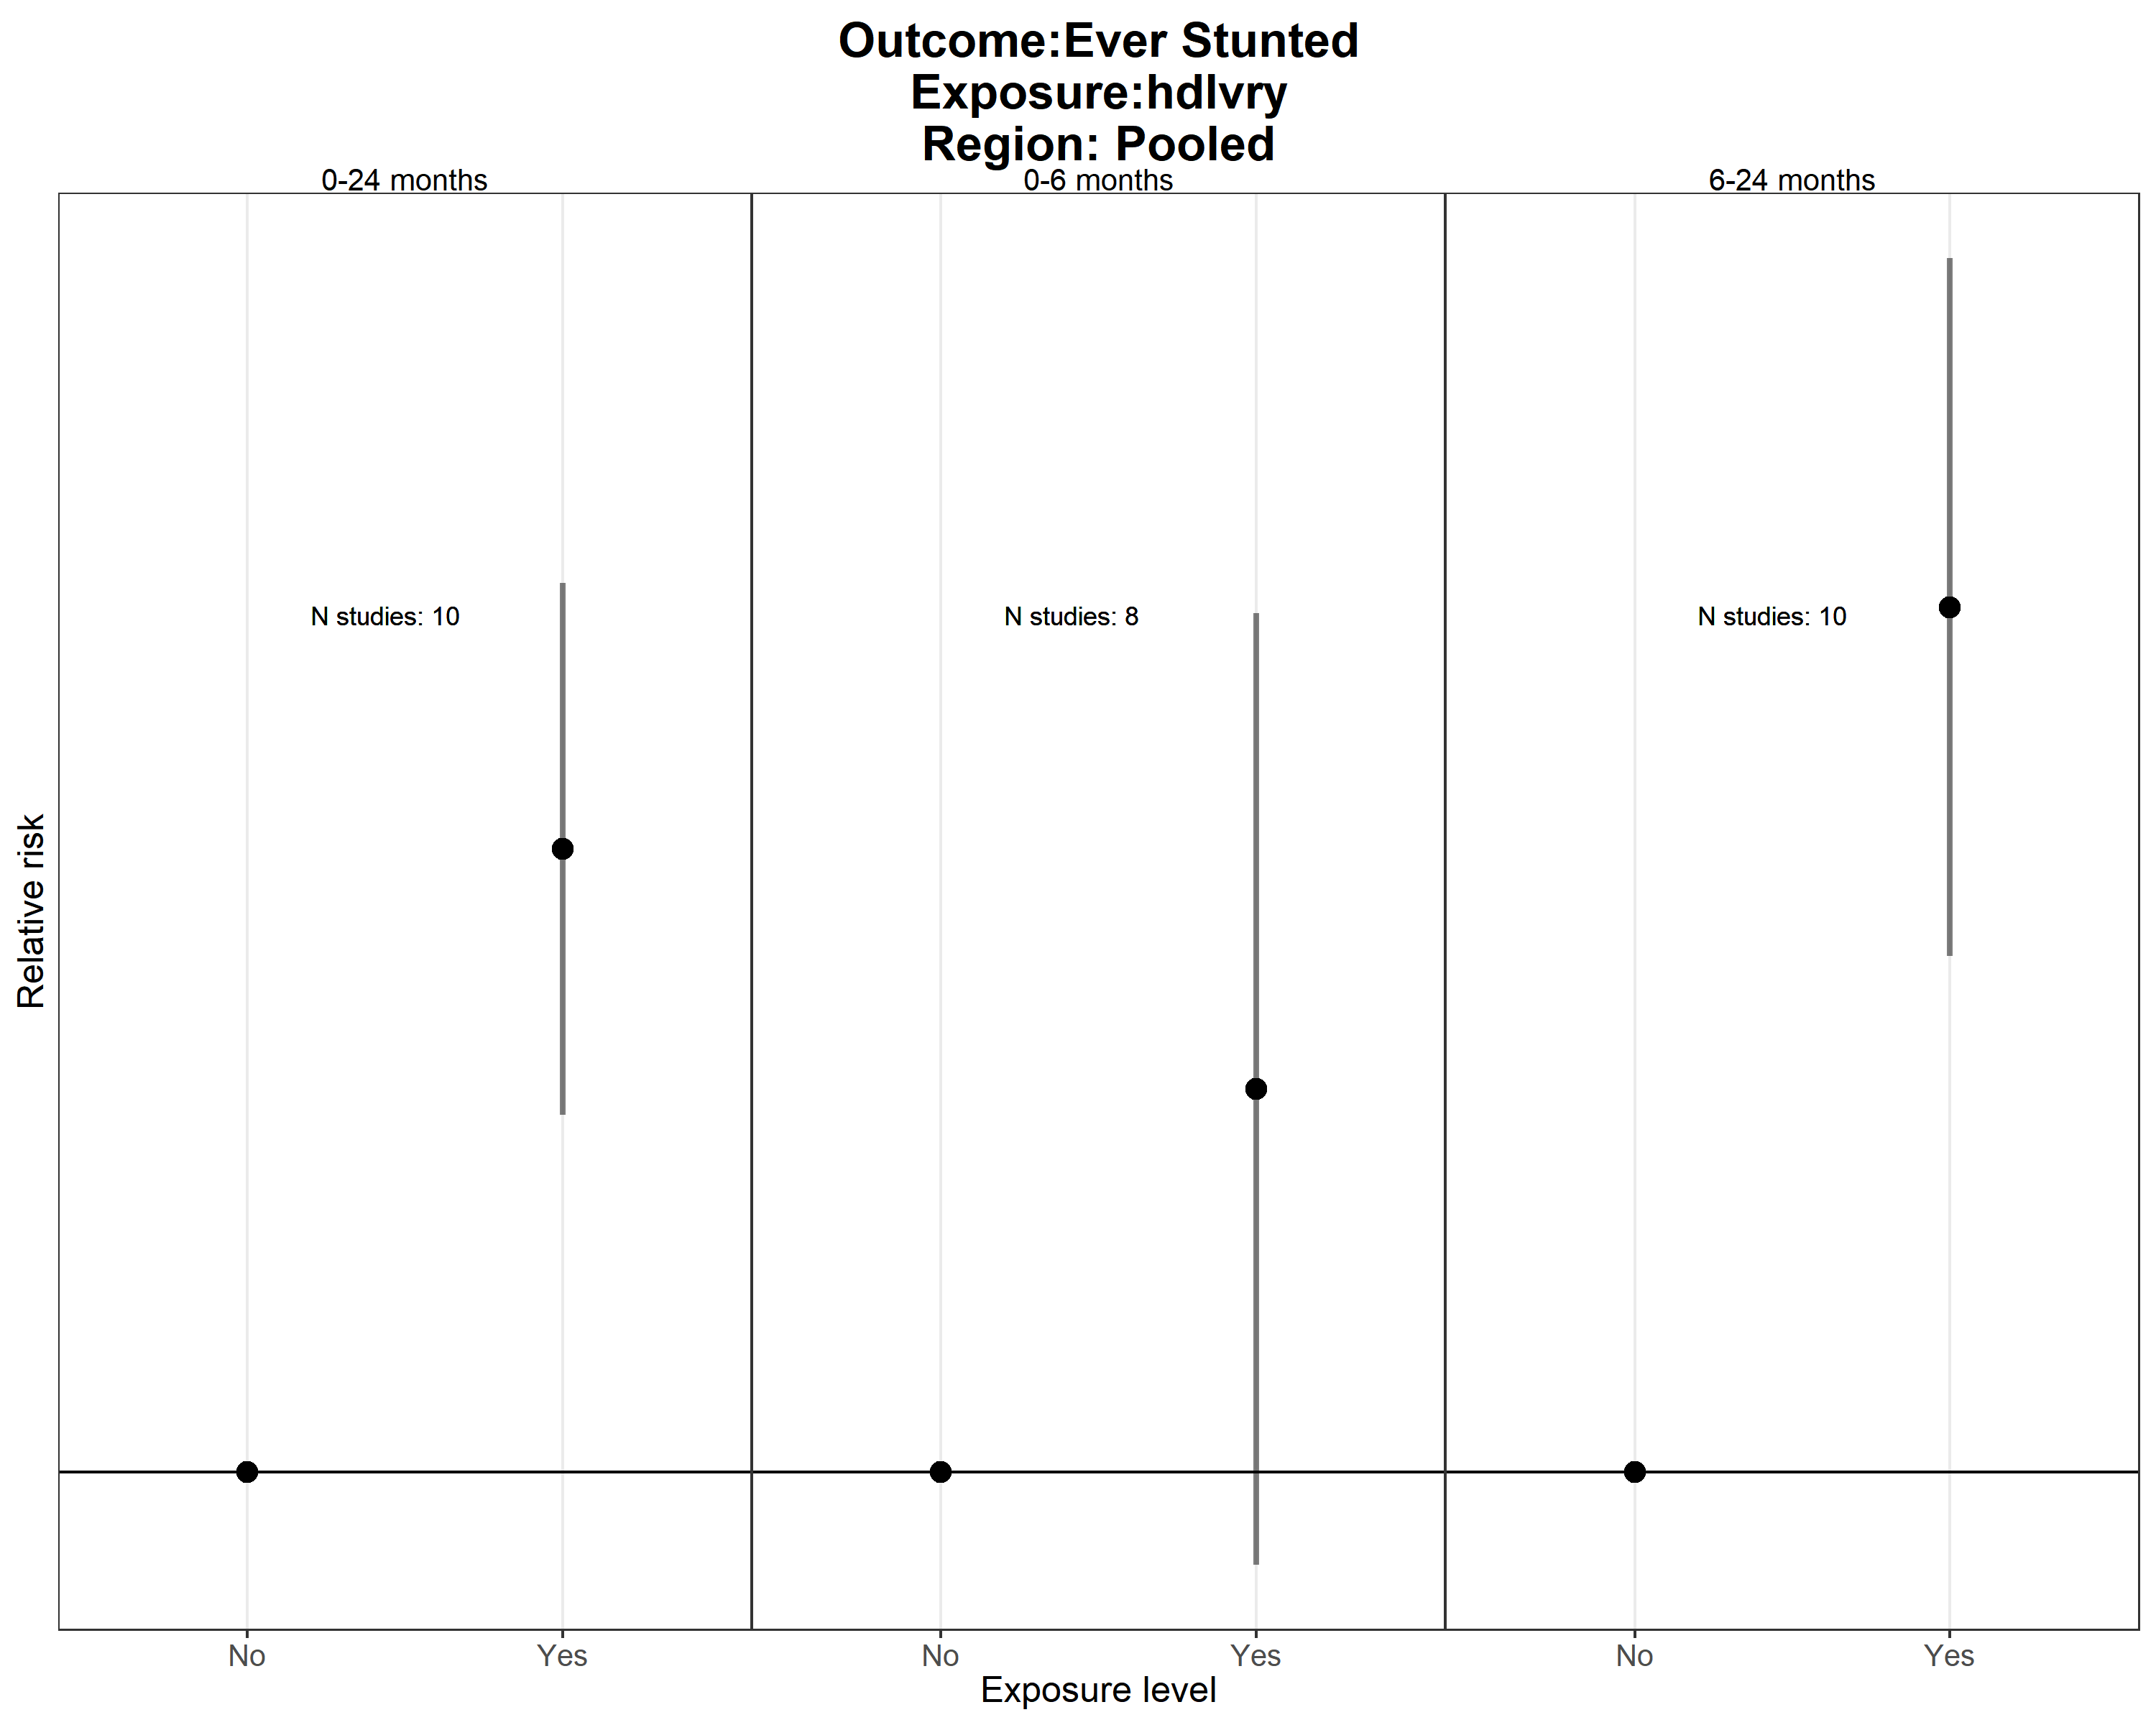 Outcome:Ever Stunted
Exposure:hdlvry
Region: Pooled
0-24 months
0-6 months
6-24 months
N studies: 10
N studies: 8
N studies: 10
Relative risk
No
Yes
No
Yes
No
Yes
Exposure level